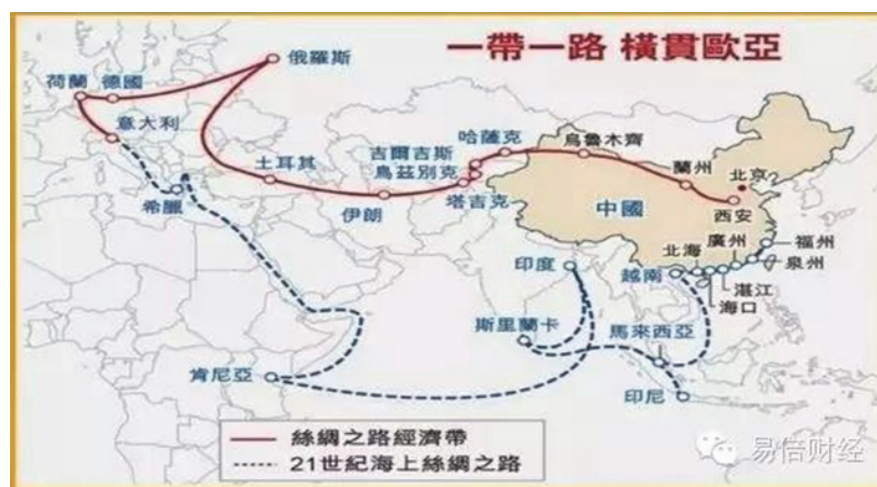 一帶一路 橫貫歐亞
俄羅斯
荷蘭
德國
意大利
哈薩克
烏魯木齊
吉爾吉斯
烏茲別克
土耳其
蘭州
北京
希臘
伊朗
塔吉克
中國
西安
廣州
福州
北海
泉州
印度
越南
湛江
海口
斯里蘭卡
馬來西亞
肯尼亞
印尼
絲綢之路經濟帶
21世紀海上絲綢之路
易倍财经